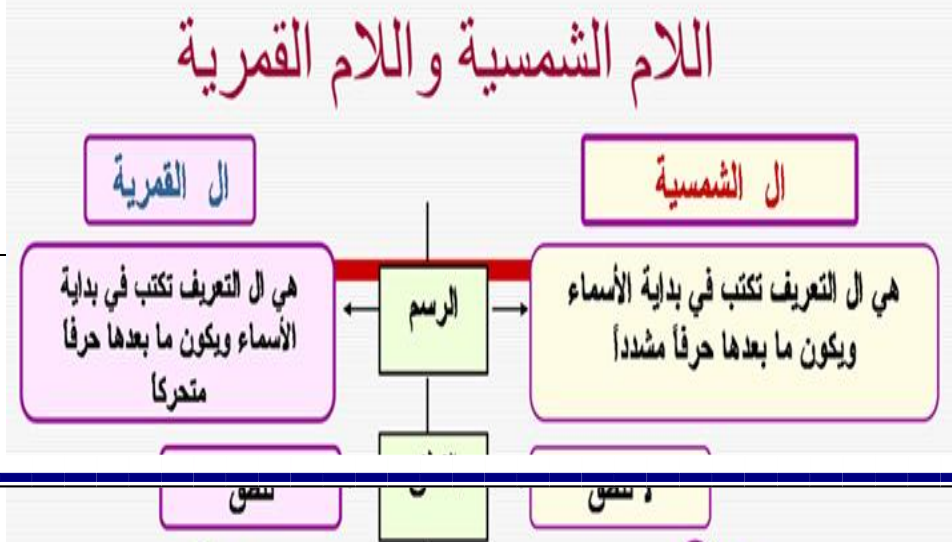 اللام الشمسية واللام القمرية
ال الشمسية
ال القمرية
هي ال التعريف تكتب في بداية الأسماء
ويكون ما بعدها حرفاً مشدداً
الرسم
هي ال التعريف تكتب في بداية
الأسماء ويكون ما بعدها حرفاً
متحركاً
لا تنطق
تنطق